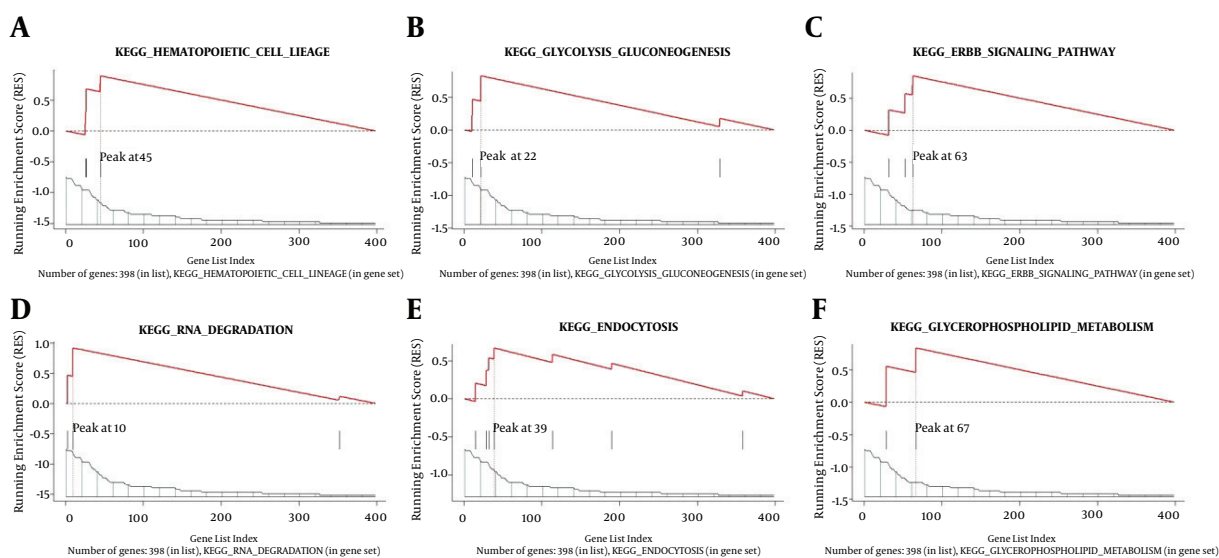 A
KEGG_HEMATOPOIETIC_CELL_LIEAGE
Running Enrichment Score (RES)
0.5
0.0
-0.5
-1.0
-1.5
Peak at45
0 100 200 300 400
Gene List Index
Number of genes: 398 (in list), KEGG_HEMATOPOIETIC_CELL_LINEAGE (in gene set)
B
KEGG_GLYCOLYSIS_GLUCONEOGENESIS
Running Enrichment Score (RES)
0.5
0.0
-0.5
-1.0
-1.5
Peak at 22
0 100 200 300 400
Gene List Index
Number of genes: 398 (in list), KEGG_GLYCOLYSIS_GLUCONEOGENESIS (in gene set)
C
KEGG_ERBB_SIGNALING_PATHWAY
Running Enrichment Score (RES)
0.5
0.0
-0.5
-1.0
-1.5
Peak at 63
0 100 200 300 400
Gene List Index
Number of genes: 398 (in list), KEGG_ERBB_SIGNALING_PATHWAY (in gene set)
D
KEGG_RNA_DEGRADATION
Running Enrichment Score (RES)
1.0
0.5
0.0
-0.5
-10
-15
Peak at 10
0 100 200 300 400
Gene List Index
Number of genes: 398 (in list), KEGG_RNA_DEGRADATION (in gene set)
E
KEGG_ENDOCYTOSIS
Running Enrichment Score (RES)
0.5
0.0
-0.5
-1.0
Peak at 39
0 100 200 300 400
Gene List Index
Number of genes: 398 (in list), KEGG_ENDOCYTOSIS (in gene set)
F
KEGG_GLYCEROPHOSPHOLIPID_METABOLISM
Running Enrichment Score (RES)
0.5
0.0
-0.5
-1.0
-1.5
Peak at 67
0 100 200 300 400
Gene List Index
Number of genes: 398 (in list), KEGG_GLYCEROPHOSPHOLIPID_METABOLISM (in gene set)